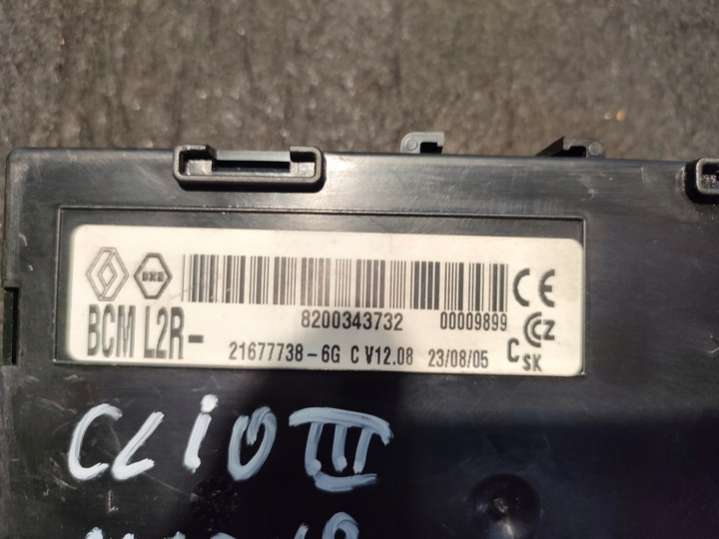 8200343732 00009899
BCM L2R-
21677738-6G C V12.08 23/08/05
CE
CZ
C SK
CLIO III